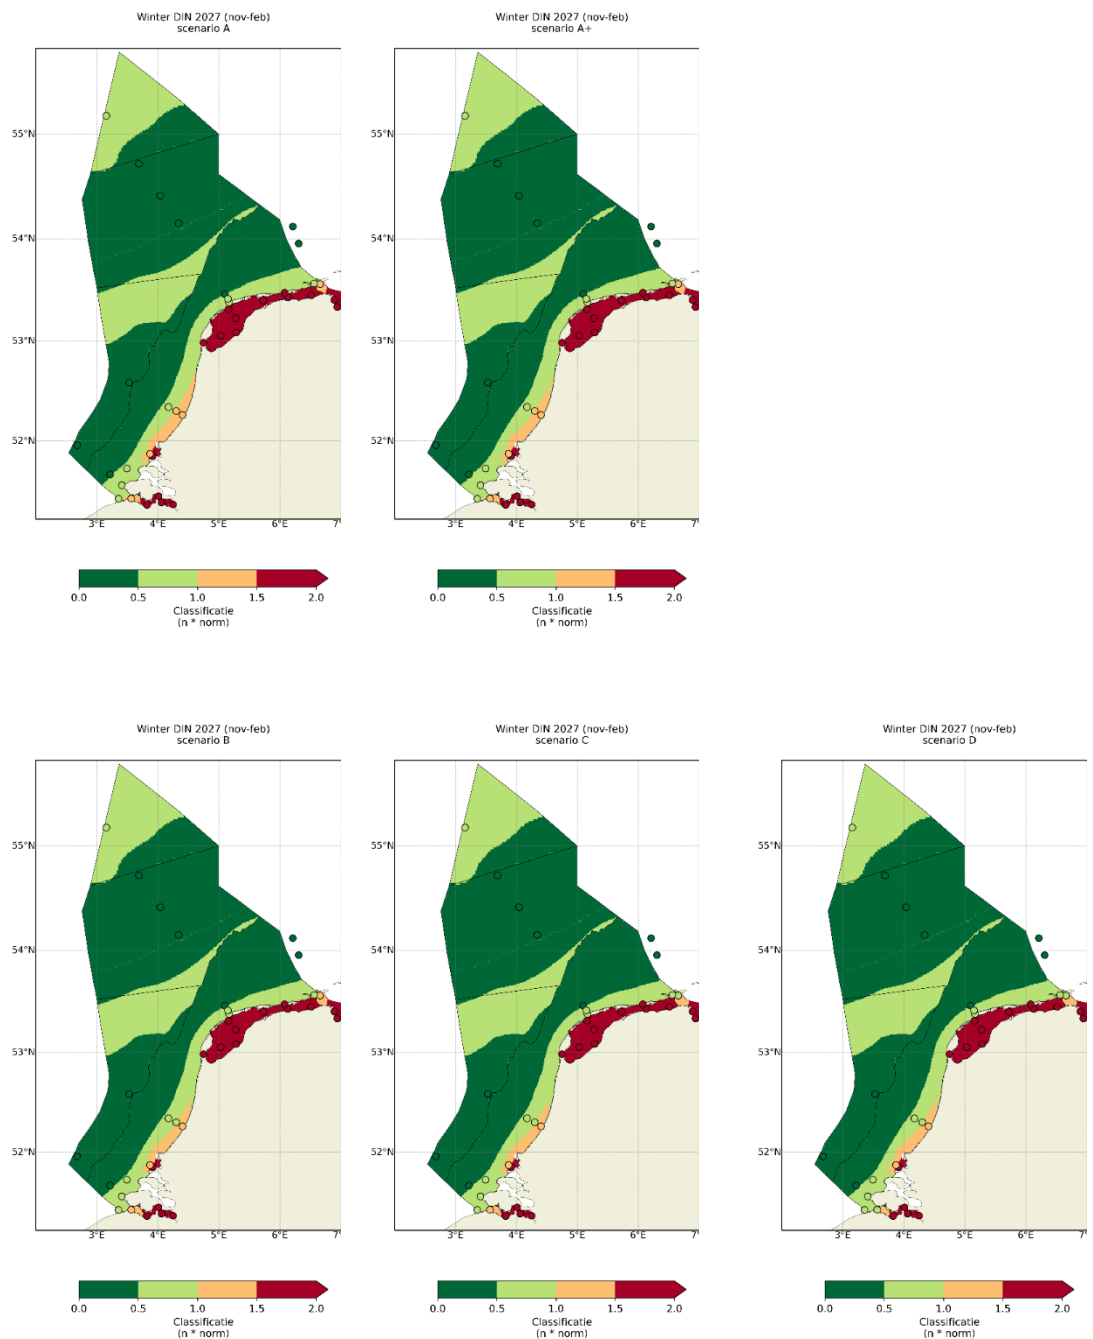 Winter DIN 2027 (nov-feb)
scenario A
55°N
54°N
53°N
52°N
3°E 4°E 5°E 6°E 7°
0.0 0.5 1.0 1.5 2.0
Classificatie
(n * norm)
Winter DIN 2027 (nov-feb)
scenario A+
55°N
54°N
53°N
52°N
3°E 4°E 5°E 6°E 7°
0.0 0.5 1.0 1.5 2.0
Classificatie
(n * norm)
Winter DIN 2027 (nov-feb)
scenario B
55°N
54°N
53°N
52°N
3°E 4°E 5°E 6°E 7°
0.0 0.5 1.0 1.5 2.0
Classificatie
(n * norm)
Winter DIN 2027 (nov-feb)
scenario C
55°N
54°N
53°N
52°N
3°E 4°E 5°E 6°E 7°
0.0 0.5 1.0 1.5 2.0
Classificatie
(n * norm)
Winter DIN 2027 (nov-feb)
scenario D
55°N
54°N
53°N
52°N
3°E 4°E 5°E 6°E 7°
0.0 0.5 1.0 1.5 2.0
Classificatie
(n * norm)